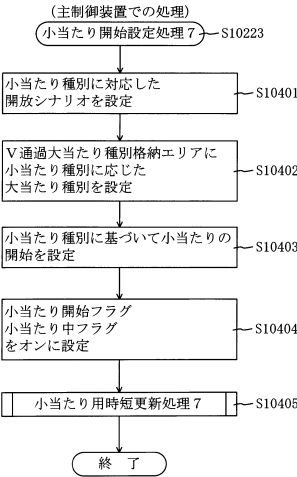 (主制御装置での処理)
小当たり開始設定処理7
S10223
小当たり種別に対応した
開放シナリオを設定
S10401
V通過大当たり種別格納エリアに
小当たり種別に応じた
大当たり種別を設定
S10402
小当たり種別に基づいて小当たりの
開始を設定
S10403
小当たり開始フラグ
小当たり中フラグ
をオンに設定
S10404
小当たり用時短更新処理7
S10405
終 了